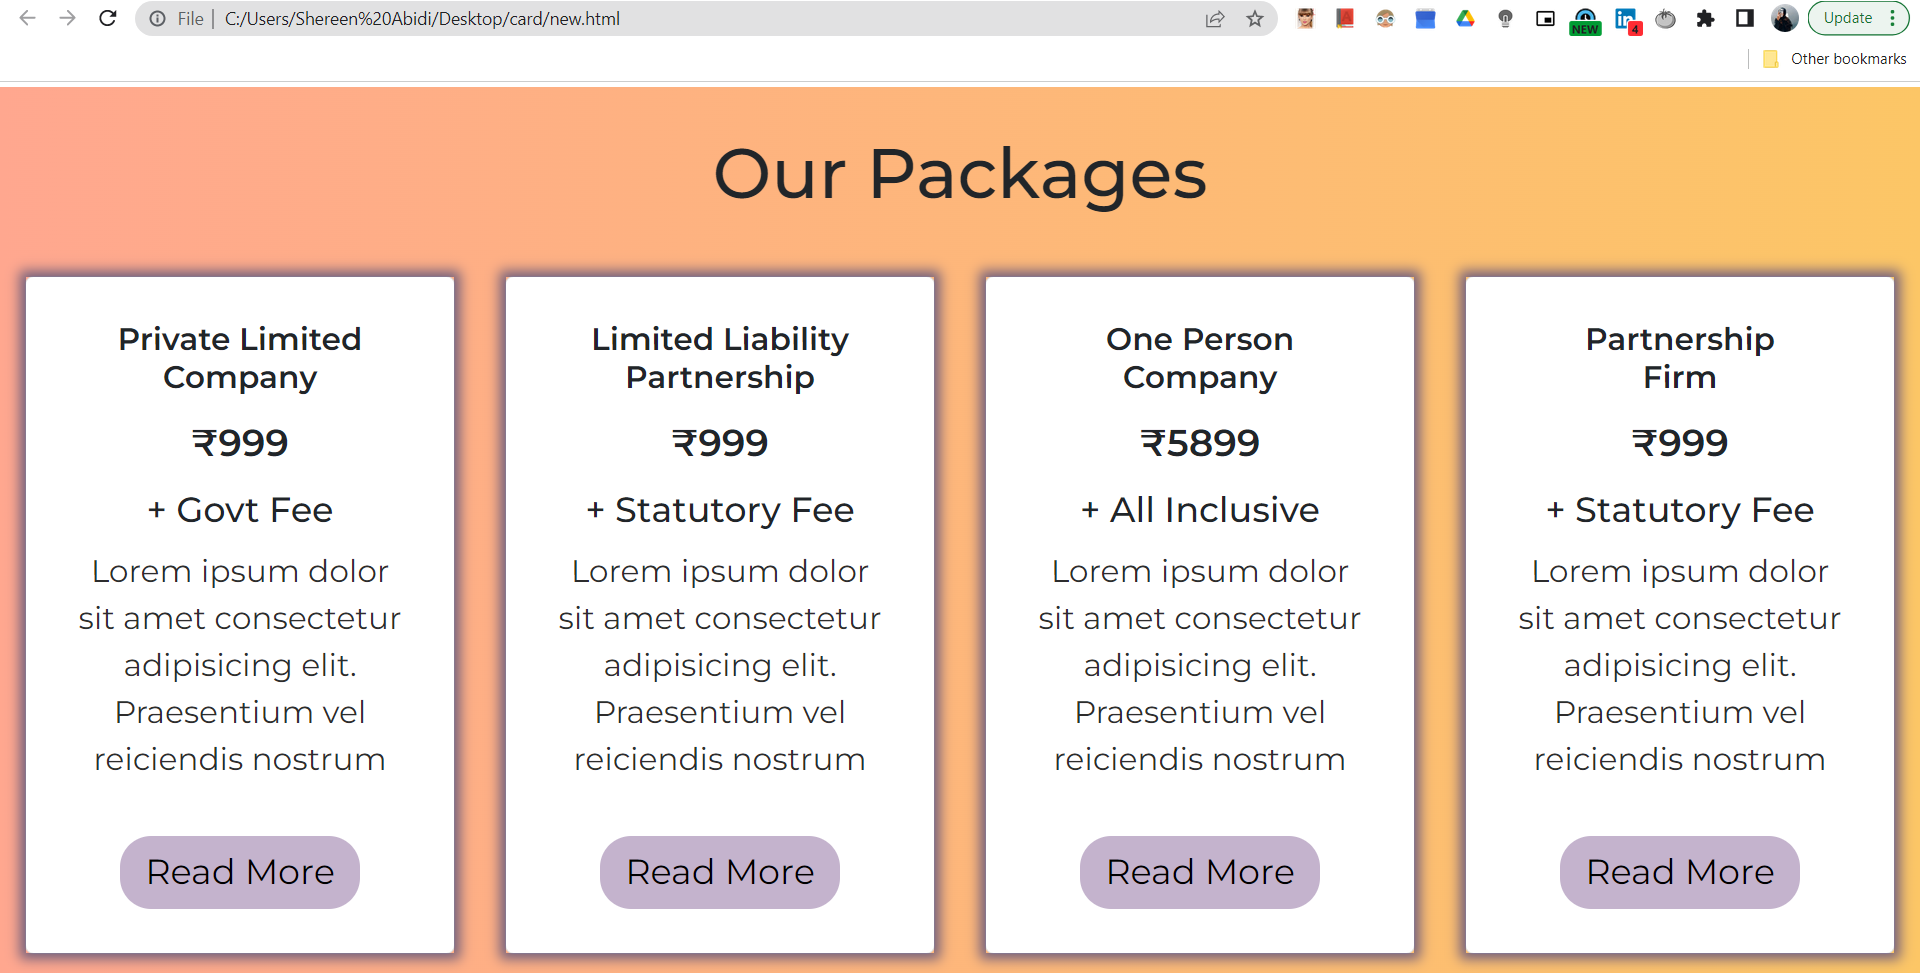 File | C:/Users/Shereen%20Abidi/Desktop/card/new.html
NEW
4
Update
Other bookmarks
Our Packages
Private Limited
Company
₹999
+ Govt Fee
Lorem ipsum dolor
sit amet consectetur
adipisicing elit.
Praesentium vel
reiciendis nostrum
Read More
Limited Liability
Partnership
₹999
+ Statutory Fee
Lorem ipsum dolor
sit amet consectetur
adipisicing elit.
Praesentium vel
reiciendis nostrum
Read More
One Person
Company
₹5899
+ All Inclusive
Lorem ipsum dolor
sit amet consectetur
adipisicing elit.
Praesentium vel
reiciendis nostrum
Read More
Partnership
Firm
₹999
+ Statutory Fee
Lorem ipsum dolor
sit amet consectetur
adipisicing elit.
Praesentium vel
reiciendis nostrum
Read More